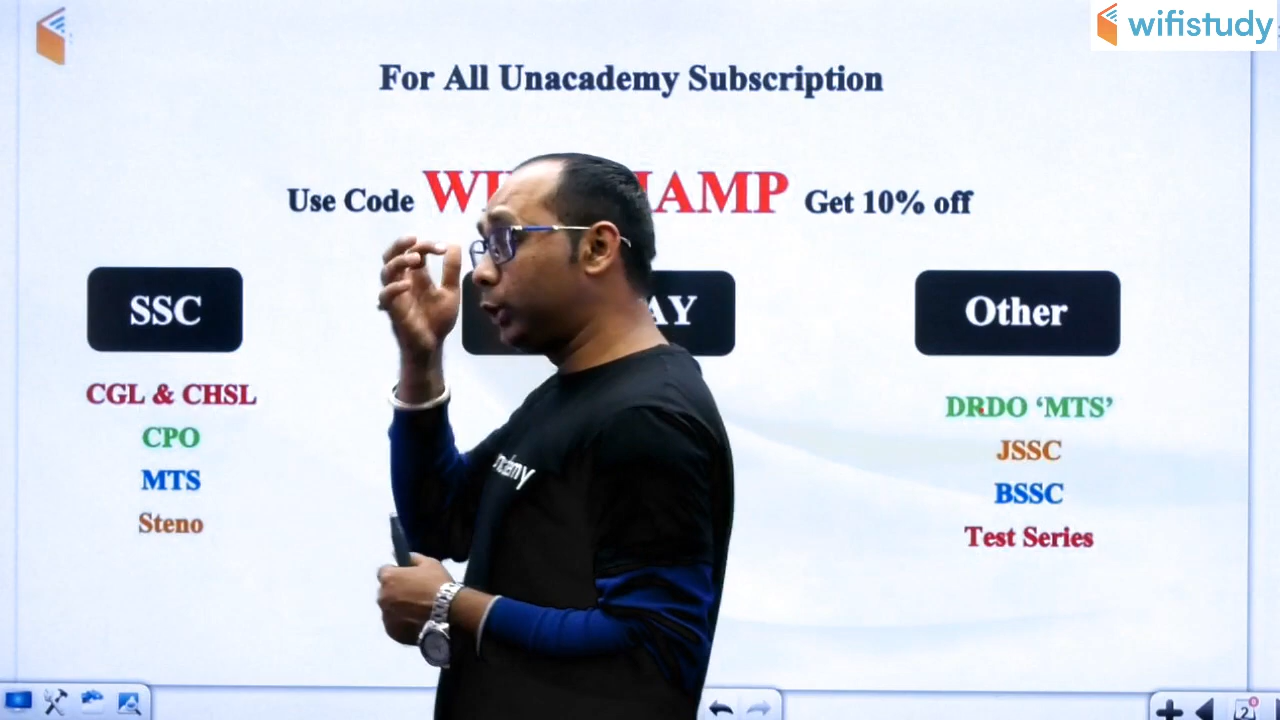 wifistudy
For All Unacademy Subscription
Use Code Get 10% off
SSC
Other
CGL & CHSL
CPO
MTS
Steno
DRDO ‘MTS’
JSSC
BSSC
Test Series
2